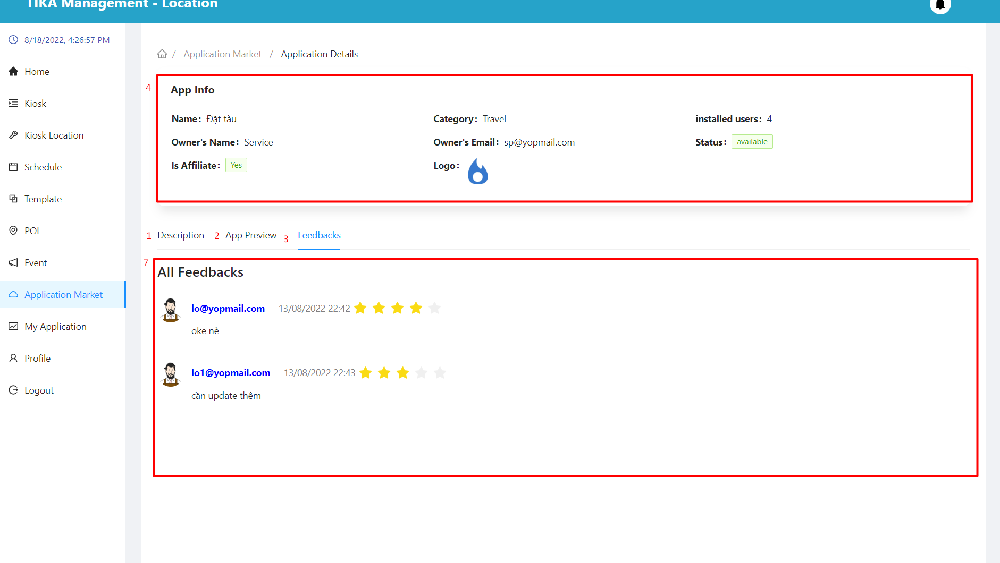 TIKA Management - Location
8/18/2022, 4:26:57 PM
Home
Kiosk
Kiosk Location
Schedule
Template
POI
Event
Application Market
My Application
Profile
Logout
/ Application Market / Application Details
4
App Info
Name: Đặt tàu
Category: Travel
installed users: 4
Owner's Name: Service
Owner's Email: sp@yopmail.com
Status: available
Is Affiliate: Yes
Logo:
1 Description 2 App Preview 3 Feedbacks
7
All Feedbacks
lo@yopmail.com 13/08/2022 22:42
oke nè
lo1@yopmail.com 13/08/2022 22:43
cần update thêm